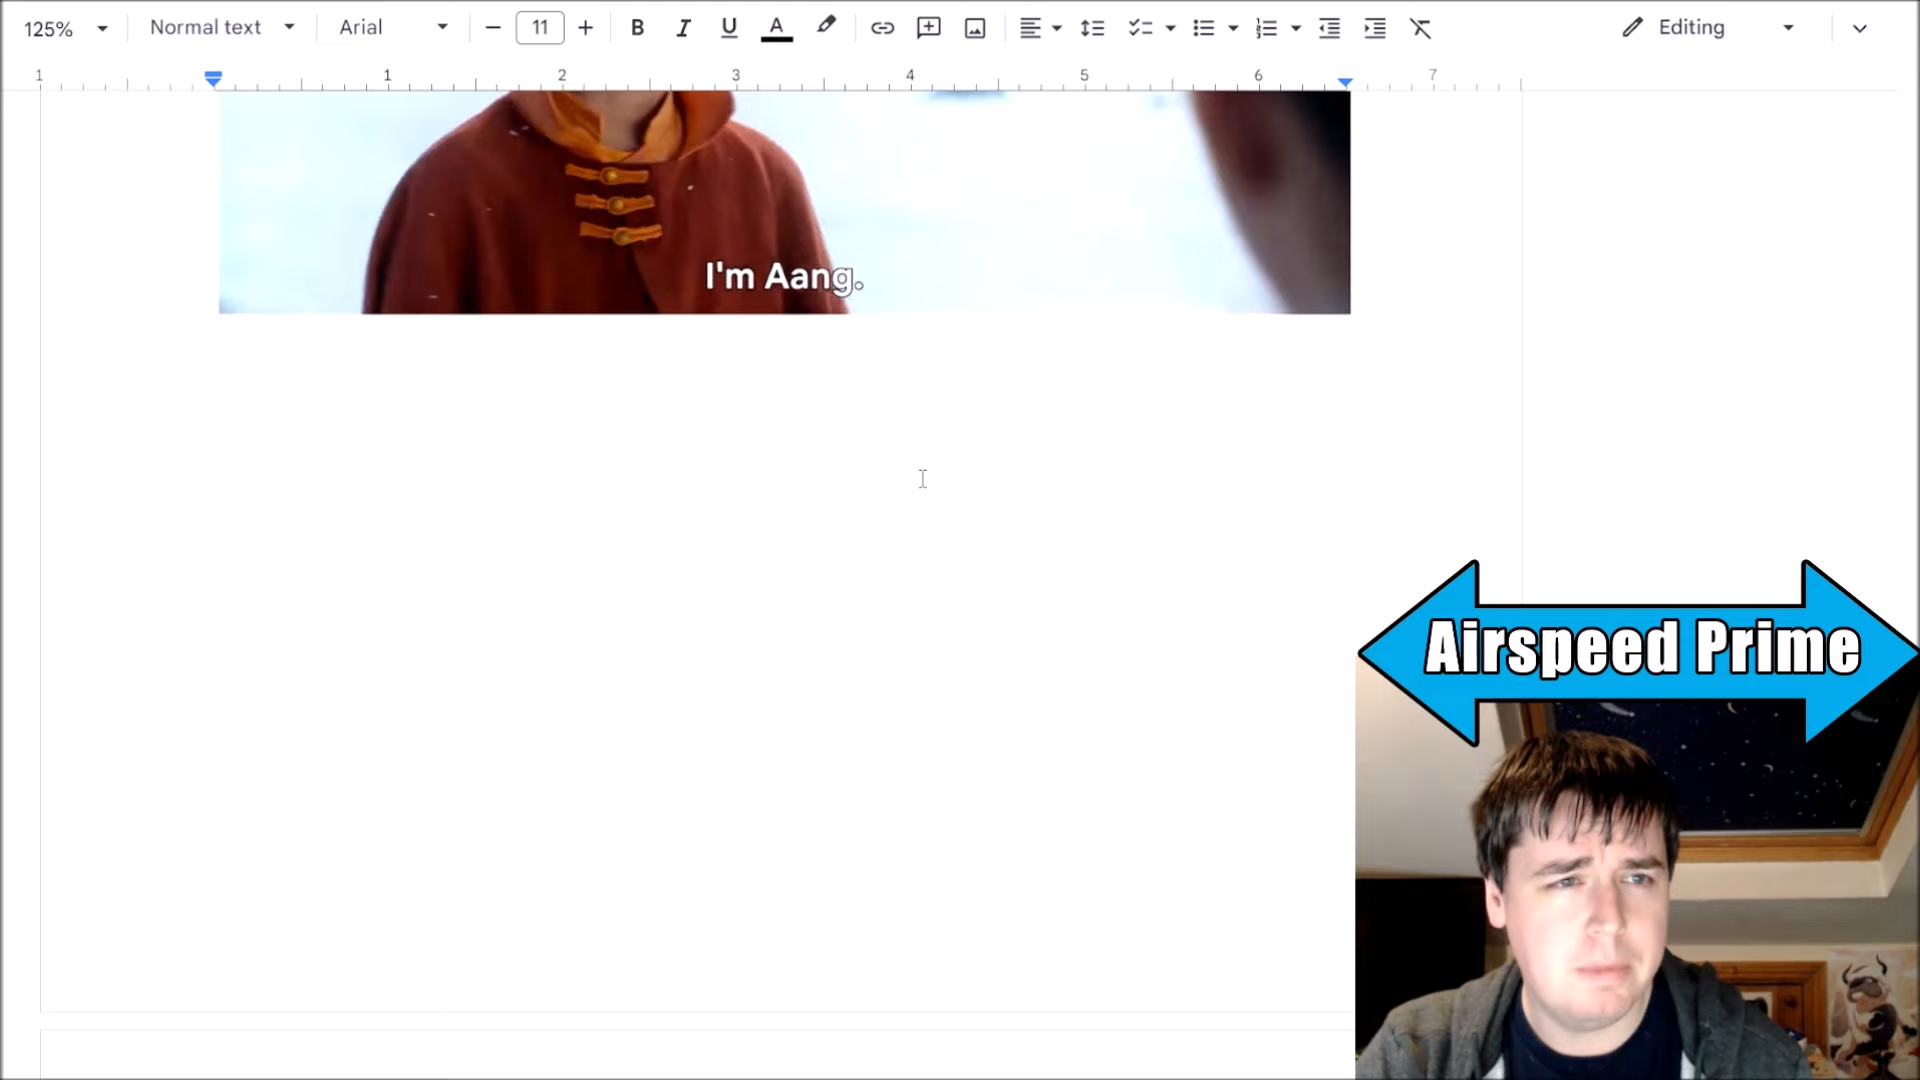 125% Normal text Arial 11 B I U A Editing
1 1 2 3 4 5 6 7
I'm Aang.
Airspeed Prime